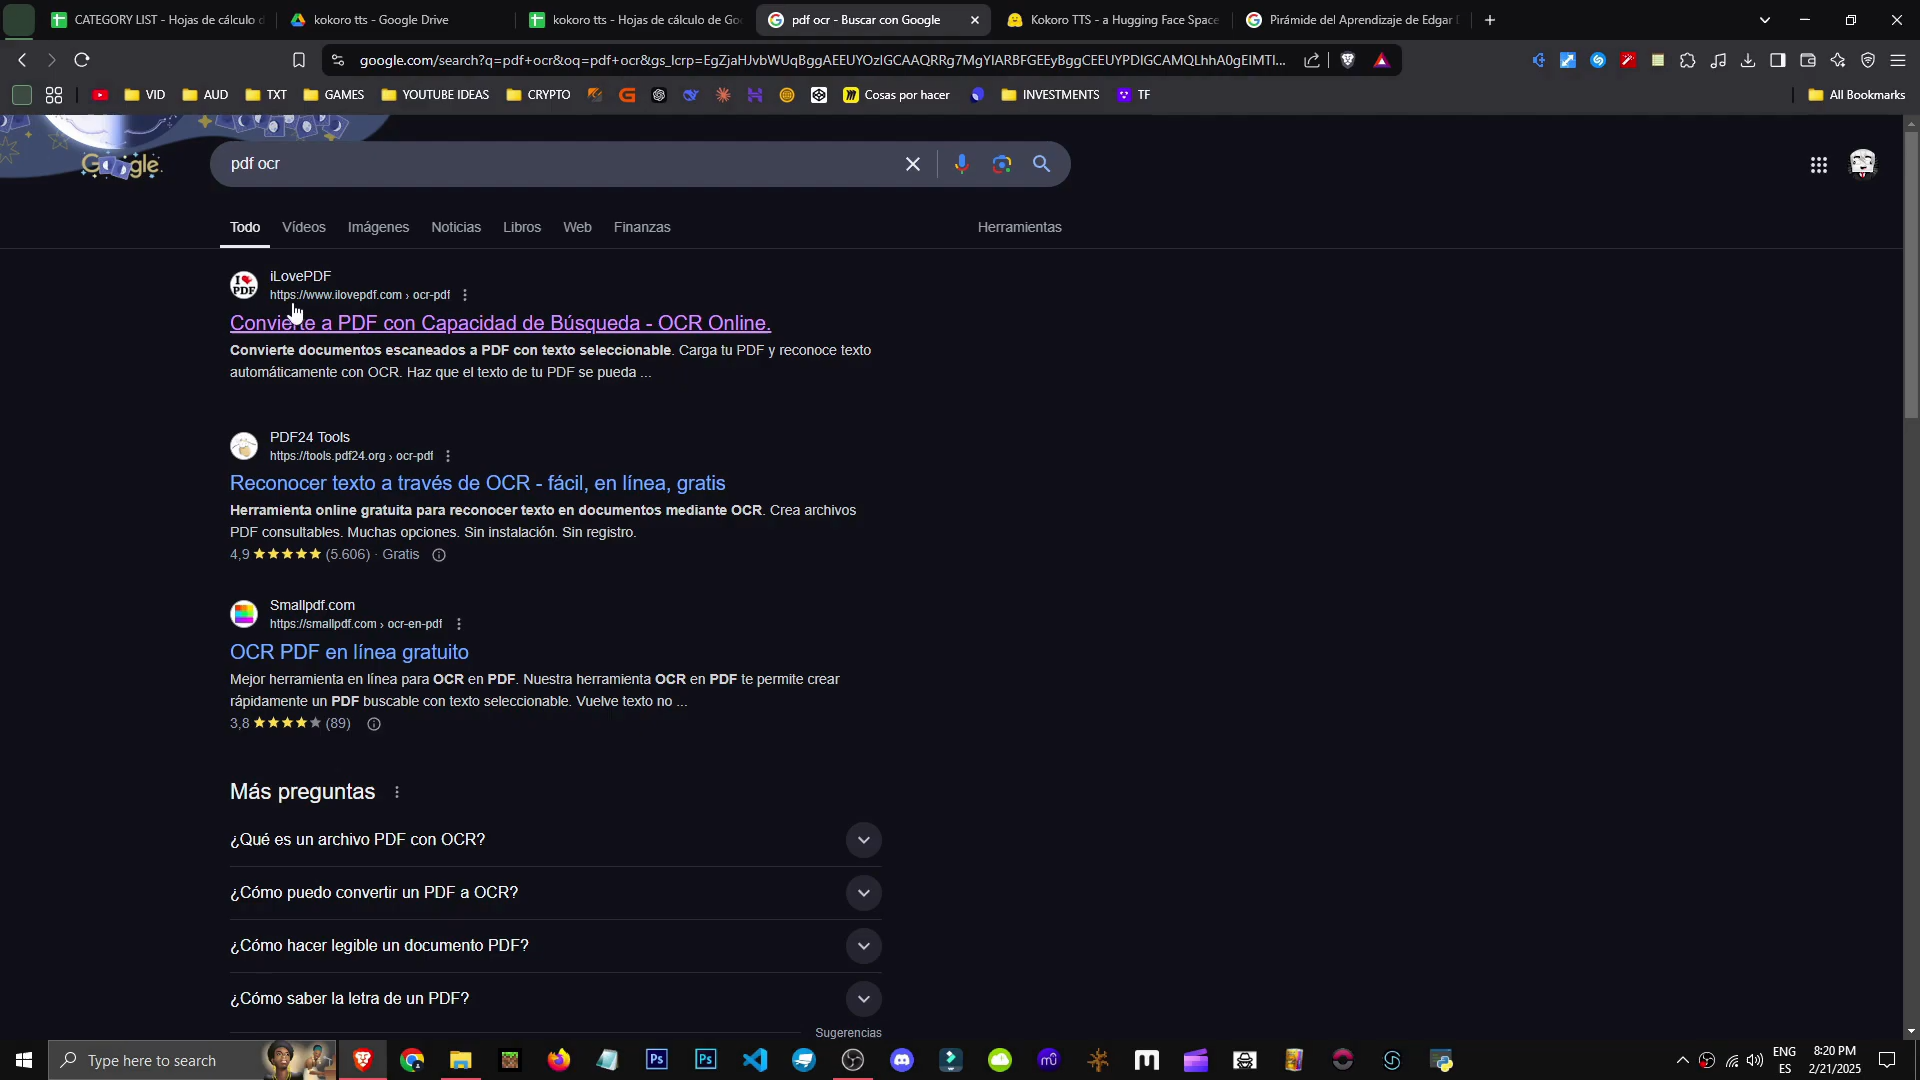 CATEGORY LIST - Hojas de cálculo d
kokoro tts - Google Drive
kokoro tts - Hojas de cálculo de Go
pdf ocr - Buscar con Google
Kokoro TTS - a Hugging Face Space
Pirámide del Aprendizaje de Edgar D
google.com/search?q=pdf+ocr&oq=pdf+ocr&gs_lcrp=EgZjaHJvbWUqBggAEEUYOzIGCAAQRRg7MgYIARBFGEEyBggCEEUYPDIGCAMQLhhA0gEIMTI...
VID
AUD
TXT
GAMES
YOUTUBE IDEAS
CRYPTO
Cosas por hacer
INVESTMENTS
TF
All Bookmarks
Google
pdf ocr
Todo
Vídeos
Imágenes
Noticias
Libros
Web
Finanzas
Herramientas
I PDF
iLovePDF
https://www.ilovepdf.com › ocr-pdf
Convierte a PDF con Capacidad de Búsqueda - OCR Online.
Convierte documentos escaneados a PDF con texto seleccionable. Carga tu PDF y reconoce texto
automáticamente con OCR. Haz que el texto de tu PDF se pueda ...
PDF24 Tools
https://tools.pdf24.org › ocr-pdf
Reconocer texto a través de OCR - fácil, en línea, gratis
Herramienta online gratuita para reconocer texto en documentos mediante OCR. Crea archivos
PDF consultables. Muchas opciones. Sin instalación. Sin registro.
4,9 ★★★★★ (5.606) · Gratis
Smallpdf.com
https://smallpdf.com › ocr-en-pdf
OCR PDF en línea gratuito
Mejor herramienta en línea para OCR en PDF. Nuestra herramienta OCR en PDF te permite crear
rápidamente un PDF buscable con texto seleccionable. Vuelve texto no ...
3,8 ★★★★★ (89)
Más preguntas
¿Qué es un archivo PDF con OCR?
¿Cómo puedo convertir un PDF a OCR?
¿Cómo hacer legible un documento PDF?
¿Cómo saber la letra de un PDF?
Sugerencias
Type here to search
Ps
Ps
ENG
ES
8:20 PM
2/21/2025